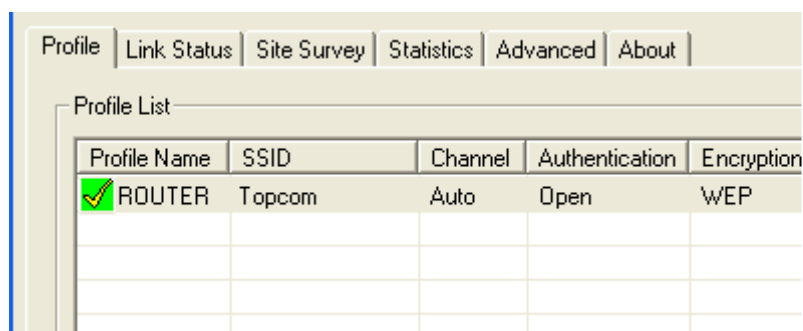 Profile Link Status Site Survey Statistics Advanced About
Profile List
Profile Name SSID Channel Authentication Encryption
ROUTER Topcom Auto Open WEP